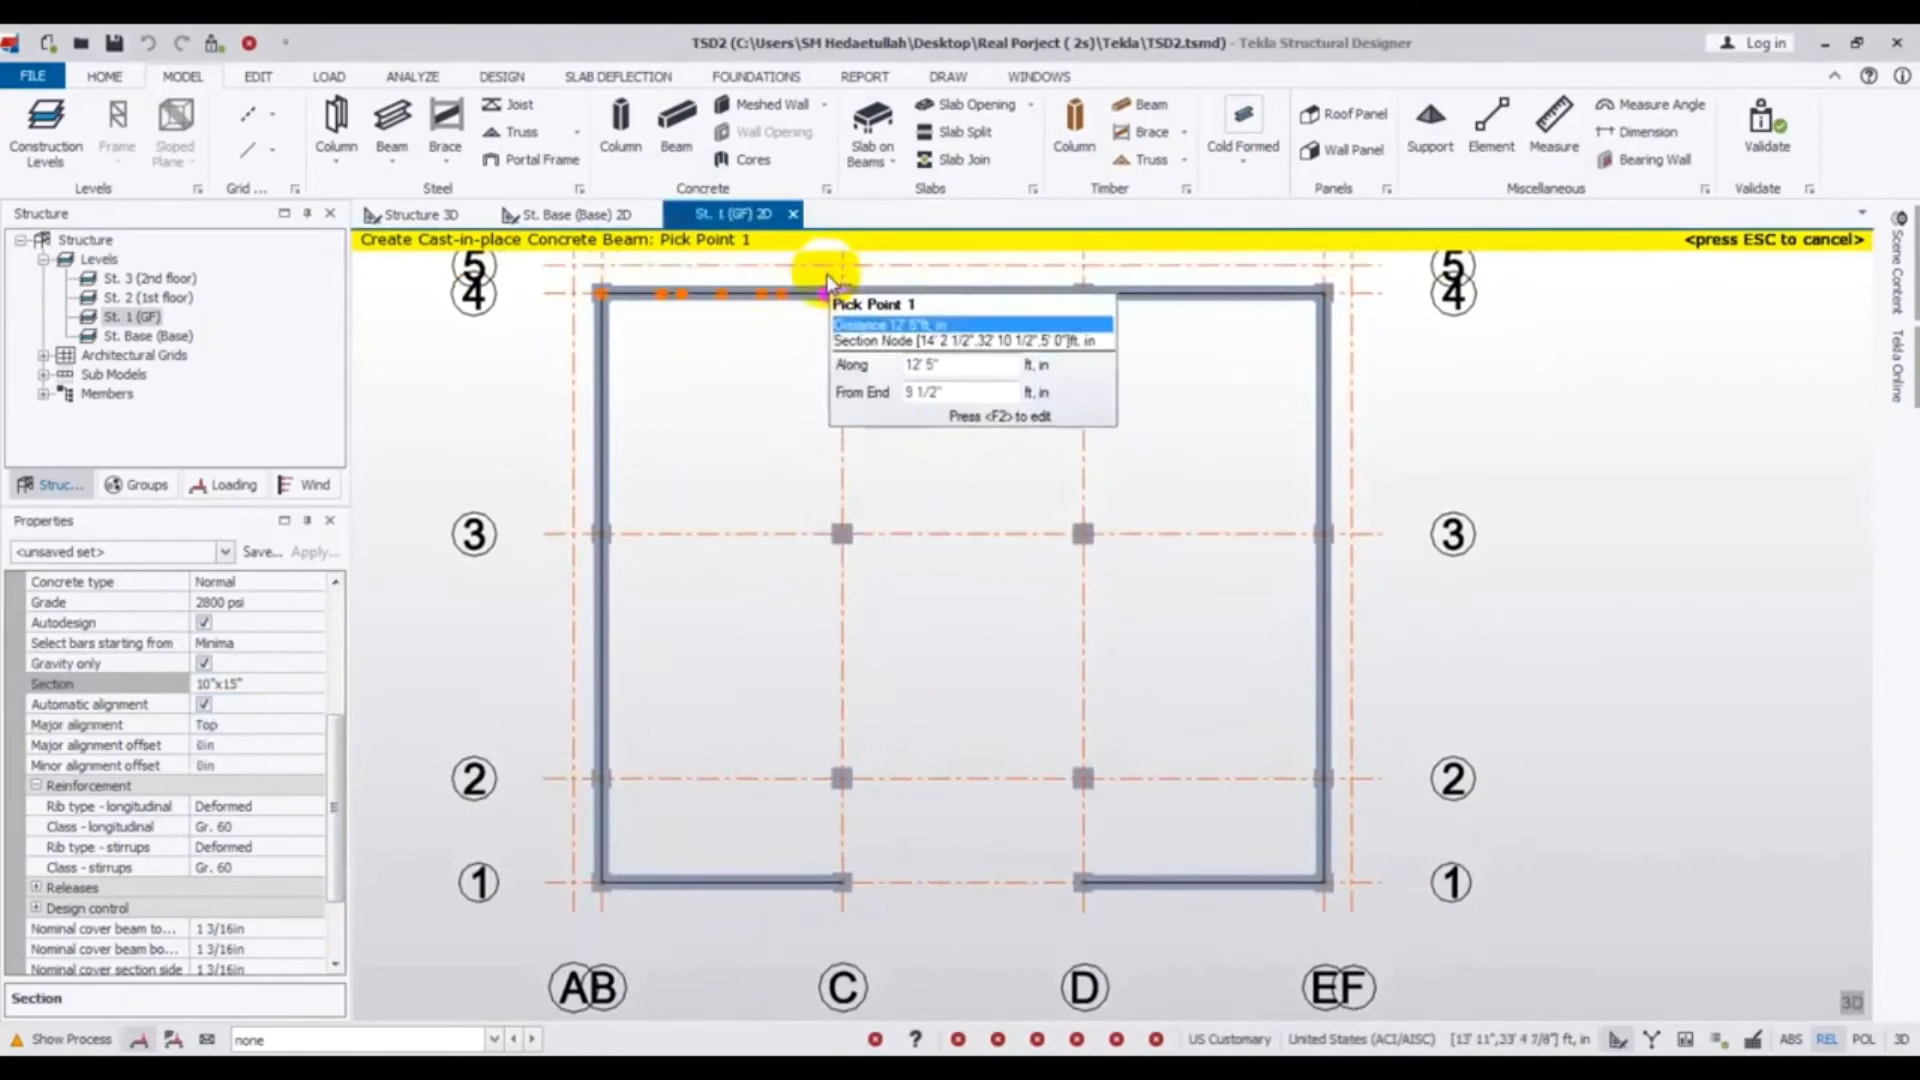 TSD2 (C:\Users\SM Hedaetullah\Desktop\Real Porject ( 2s)\Tekla\TSD2.tsmd) - Tekla Structural Designer
Log in
FILE HOME MODEL EDIT LOAD ANALYZE DESIGN SLAB DEFLECTION FOUNDATIONS REPORT DRAW WINDOWS
Construction Levels
Frame
Sloped Plane
Levels
Grid ...
Column
Beam
Brace
Joist
Truss
Portal Frame
Steel
Column
Beam
Meshed Wall
Wall Opening
Cores
Concrete
Slab on Beams
Slab Opening
Slab Split
Slab Join
Slabs
Column
Beam
Brace
Truss
Timber
Cold Formed
Roof Panel
Wall Panel
Panels
Support
Element
Measure
Measure Angle
Dimension
Bearing Wall
Miscellaneous
Validate
Validate
Structure
Structure
Levels
St. 3 (2nd floor)
St. 2 (1st floor)
St. 1 (GF)
St. Base (Base)
Architectural Grids
Sub Models
Members
Struc... Groups Loading Wind
Properties
<unsaved set> Save... Apply...
Concrete type Normal
Grade 2800 psi
Autodesign
Select bars starting from Minima
Gravity only
Section 10"x15"
Automatic alignment
Major alignment Top
Major alignment offset 0in
Minor alignment offset 0in
Reinforcement
Rib type - longitudinal Deformed
Class - longitudinal Gr. 60
Rib type - stirrups Deformed
Class - stirrups Gr. 60
Releases
Design control
Nominal cover beam to... 1 3/16in
Nominal cover beam bo... 1 3/16in
Nominal cover section side 1 3/16in
Section
Structure 3D St. Base (Base) 2D St. 1 (GF) 2D
Create Cast-in-place Concrete Beam: Pick Point 1 <press ESC to cancel>
5 5
4 4
Pick Point 1
Distance 12' 5"ft, in
Section Node [14' 2 1/2",32' 10 1/2",5' 0"]ft, in
Along 12' 5" ft, in
From End 9 1/2" ft, in
Press <F2> to edit
3 3
2 2
1 1
A B C D E F
3D
Scene Content
Tekla Online
Show Process none US Customary United States (ACI/AISC) [13' 11",33' 4 7/8"] ft, in ABS REL POL 3D